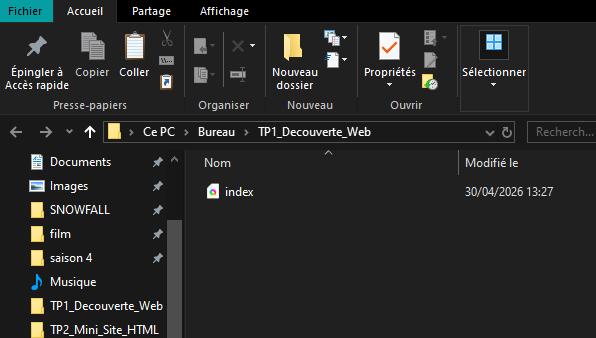 Fichier Accueil Partage Affichage
Épingler à
Accès rapide
Copier
Coller
Nouveau
dossier
Propriétés
Sélectionner
Presse-papiers Organiser Nouveau Ouvrir
Ce PC Bureau TP1_Decouverte_Web Recherc...
Nom Modifié le
Documents
Images
SNOWFALL
film
saison 4
Musique
TP1_Decouverte_Web
TP2_Mini_Site_HTML
index 30/04/2026 13:27